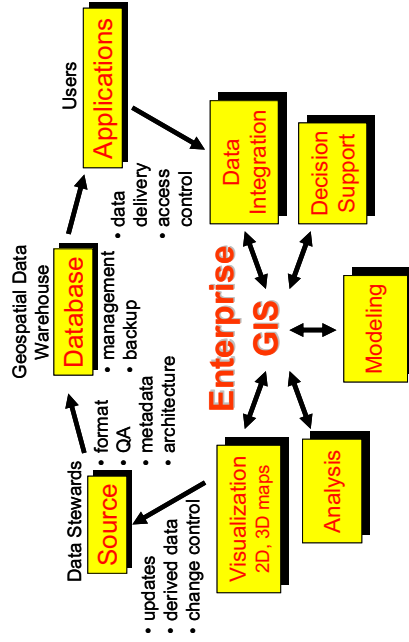 Geospatial Data
Warehouse
Database
• management
• backup
Data Stewards
Source
• format
• QA
• metadata
• architecture
Users
Applications
• data
delivery
• access
control
• updates
• derived data
• change control
Enterprise
GIS
Visualization
2D, 3D maps
Data
Integration
Analysis
Modeling
Decision
Support